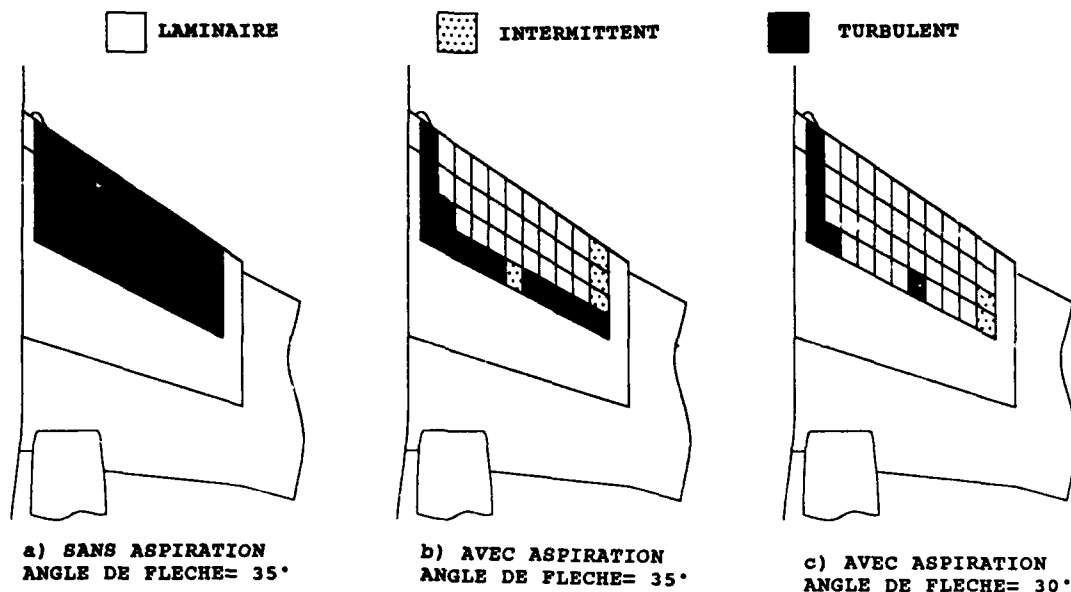 LAMINAIRE
INTERMITTENT
TURBULENT
a) SANS ASPIRATION
ANGLE DE FLECHE= 35°
b) AVEC ASPIRATION
ANGLE DE FLECHE= 35°
c) AVEC ASPIRATION
ANGLE DE FLECHE= 30°